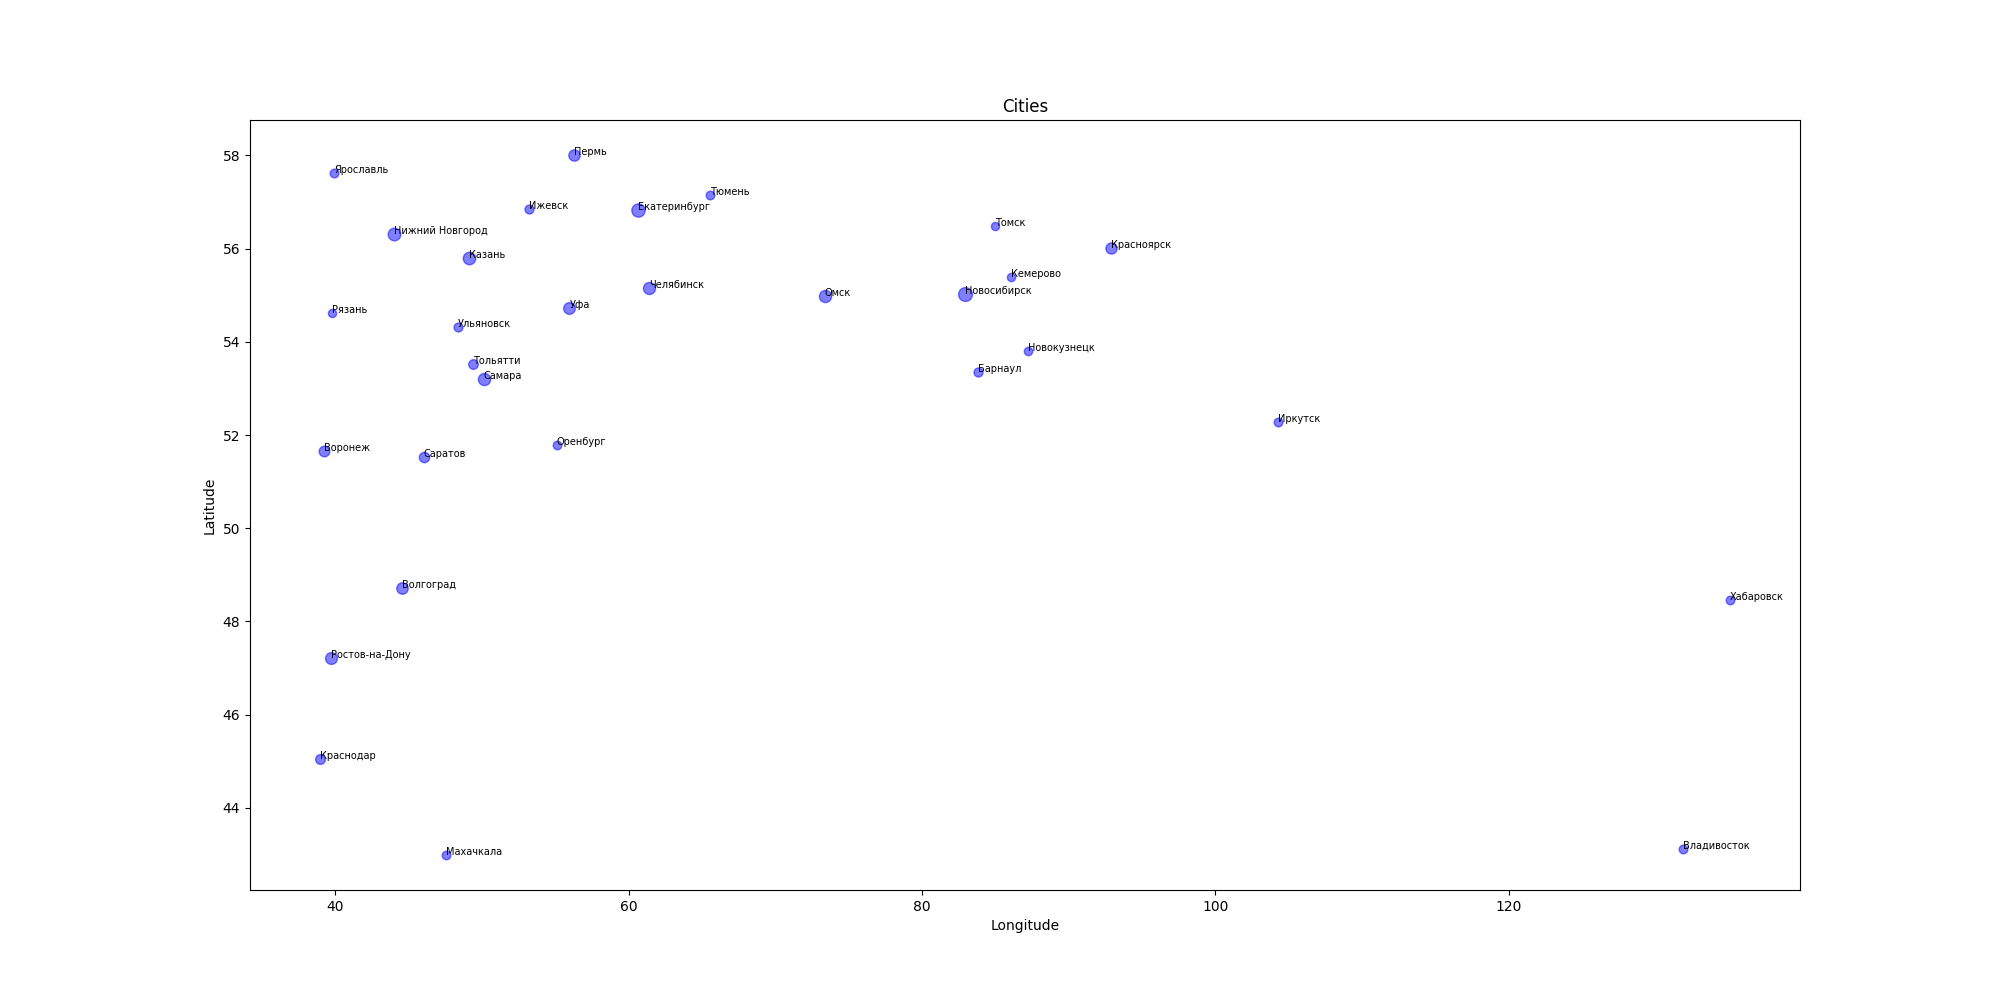 Cities
58
Пермь
Ярославль
Тюмень
Ижевск
Екатеринбург
Томск
Нижний Новгород
56
Красноярск
Казань
Кемерово
Челябинск
Новосибирск
Омск
Уфа
Рязань
Ульяновск
54
Новокузнецк
Тольятти
Барнаул
Самара
Иркутск
52
Оренбург
Воронеж
Саратов
Latitude
50
Волгоград
Хабаровск
48
Ростов-на-Дону
46
Краснодар
44
Владивосток
Махачкала
40 60 80 100 120
Longitude